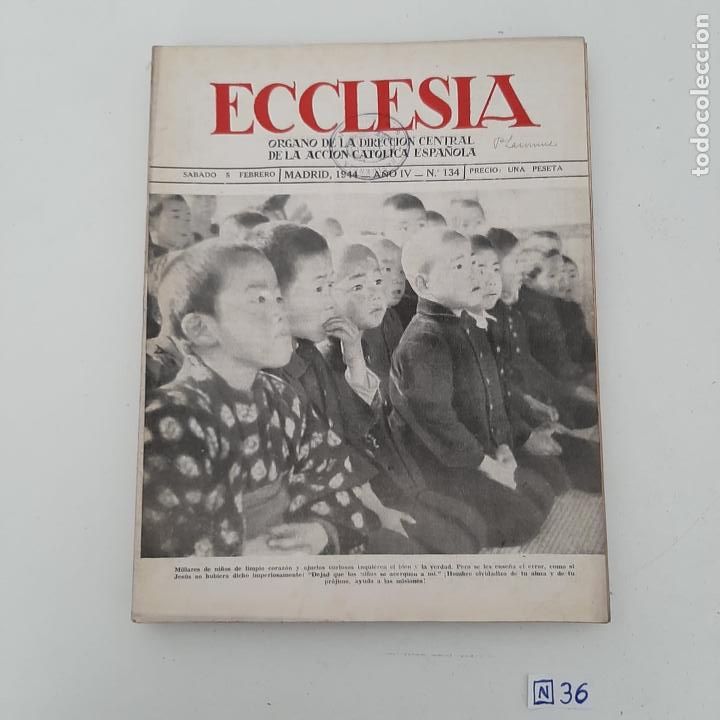 ECCLESIA
ORGANO DE LA DIRECCION CENTRAL
DE LA ACCION CATOLICA ESPAÑOLA
SABADO 5 FEBRERO MADRID, 1944 — AÑO IV — N.º 134 PRECIO: UNA PESETA
Millares de niños de limpio corazón y ojuelos curiosos inquieren el bien y la verdad. Pero se les enseña el error, como si
Jesús no hubiera dicho imperiosamente: "Dejad que los niños se acerquen a mí." ¡Hombre olvidadizo de tu alma y de tu
prójimo, ayuda a las misiones!
N 36
todocoleccion.net